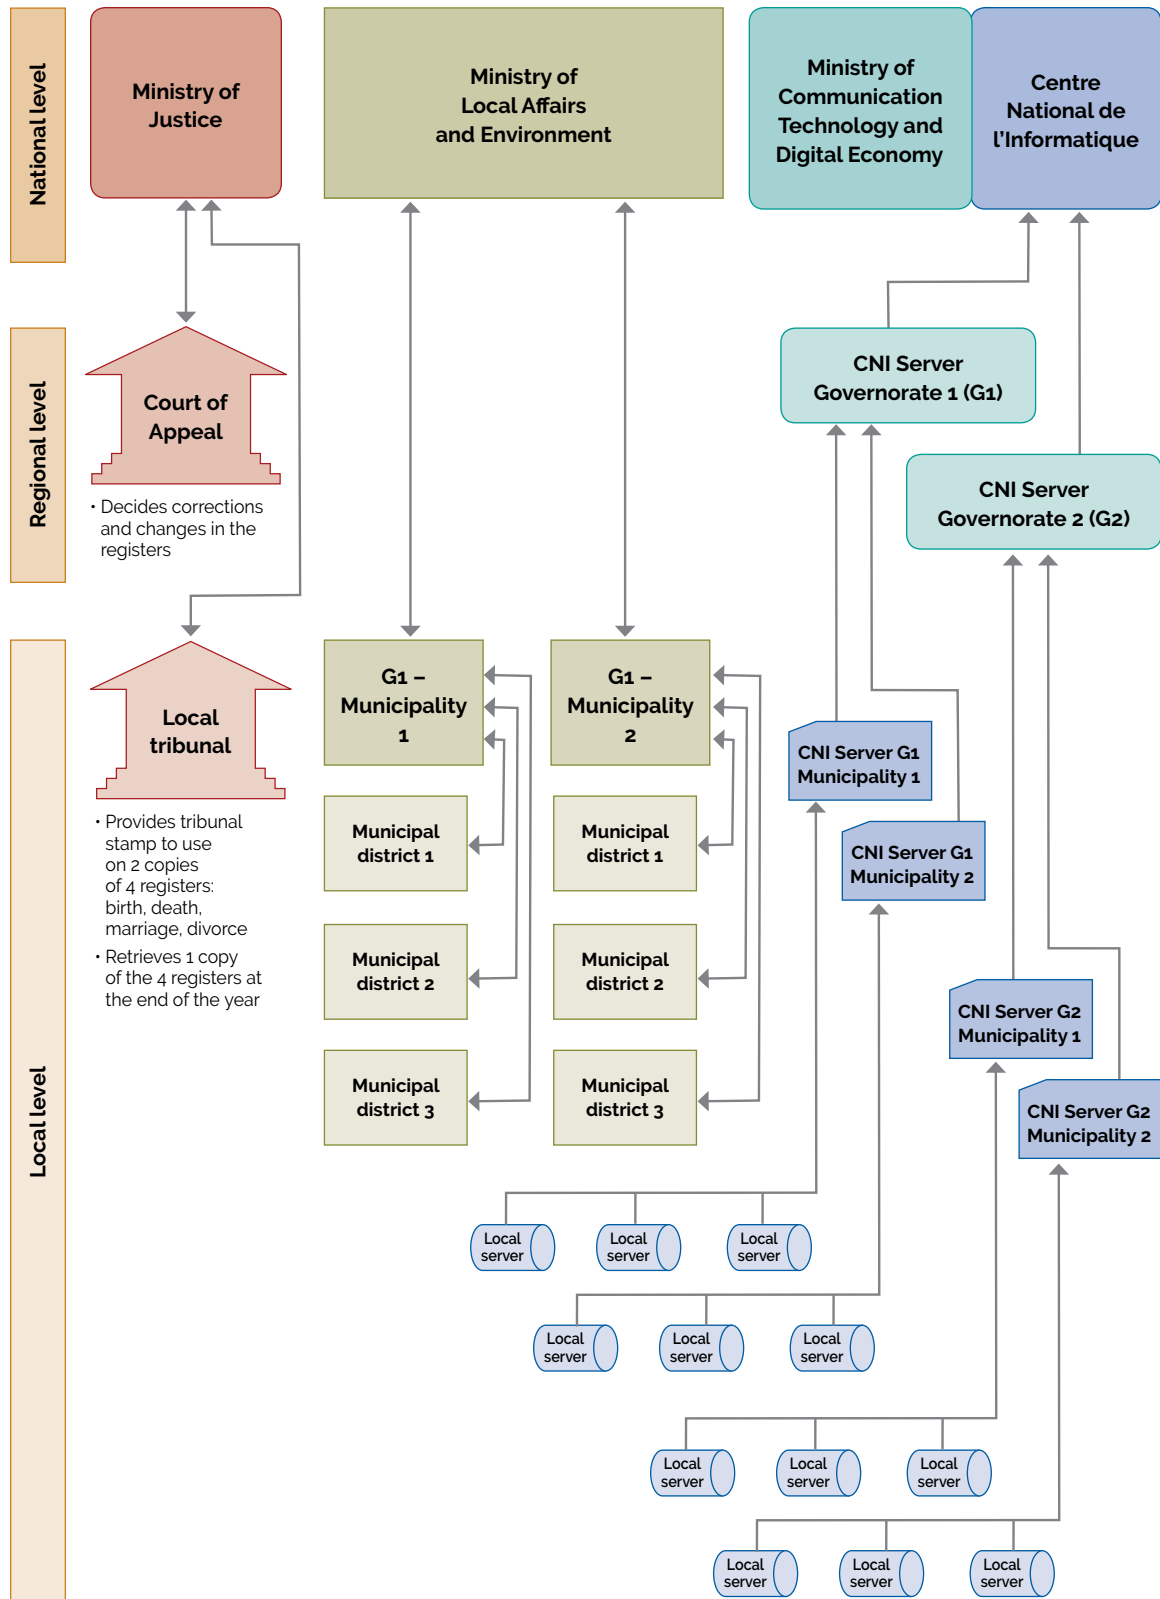 National level
Ministry of
Justice
Ministry of
Local Affairs
and Environment
Ministry of
Communication
Technology and
Digital Economy
Centre
National de
l'Informatique
Regional level
Court of
Appeal
• Decides corrections
and changes in the
registers
CNI Server
Governorate 1 (G1)
CNI Server
Governorate 2 (G2)
Local level
Local
tribunal
• Provides tribunal
stamp to use
on 2 copies
of 4 registers:
birth, death,
marriage, divorce
• Retrieves 1 copy
of the 4 registers at
the end of the year
G1 –
Municipality
1
Municipal
district 1
Municipal
district 2
Municipal
district 3
G1 –
Municipality
2
Municipal
district 1
Municipal
district 2
Municipal
district 3
CNI Server G1
Municipality 1
CNI Server G1
Municipality 2
CNI Server G2
Municipality 1
CNI Server G2
Municipality 2
Local
server
Local
server
Local
server
Local
server
Local
server
Local
server
Local
server
Local
server
Local
server
Local
server
Local
server
Local
server